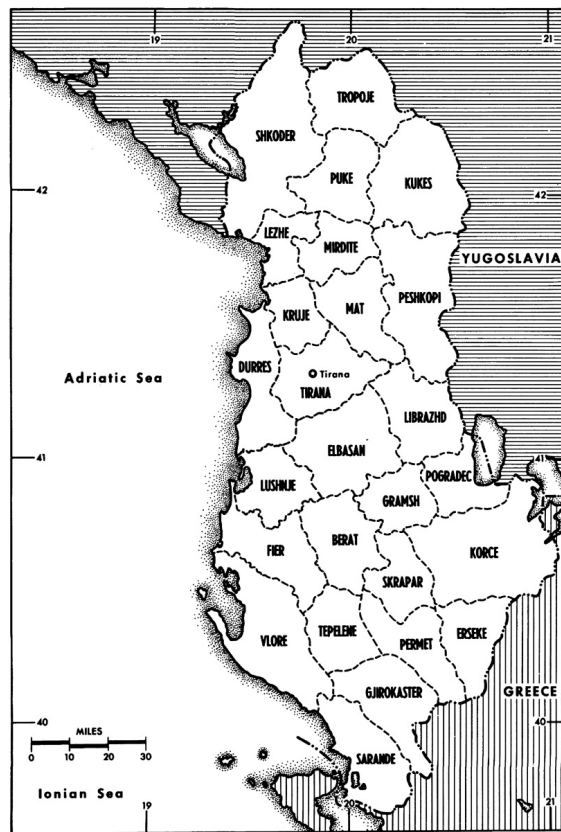 19
20
21
TROPOJE
SHKODER
PUKE
KUKES
42
42
LEZHE
MIRDITE
YUGOSLAVIA
PESHKOPI
KRUJE
MAT
DURRES
Adriatic Sea
Tirana
TIRANA
LIBRAZHD
ELBASAN
41
41
POGRADEC
LUSHNJE
GRAMSH
FIER
BERAT
KORCE
SKRAPAR
VLORE
TEPELENE
PERMET
ERSEKE
GJIROKASTER
GREECE
40
40
MILES
0 10 20 30
SARANDE
Ionian Sea
19
20
21